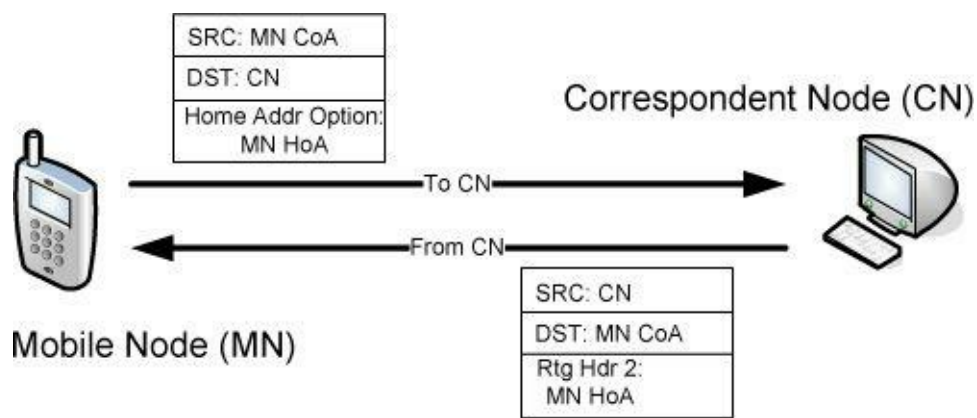 SRC: MN CoA
DST: CN
Home Addr Option:
MN HoA
Correspondent Node (CN)
To CN
From CN
SRC: CN
DST: MN CoA
Rtg Hdr 2:
MN HoA
Mobile Node (MN)